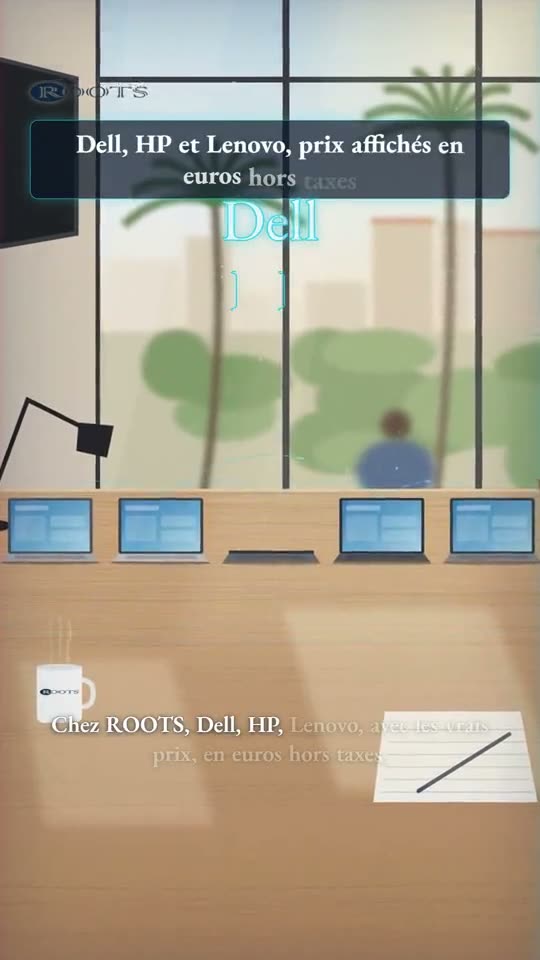 ROOTS
Dell, HP et Lenovo, prix affichés en
euros hors taxes
Dell
ROOTS
Chez ROOTS, Dell, HP, Lenovo, avec les vrais
prix, en euros hors taxes